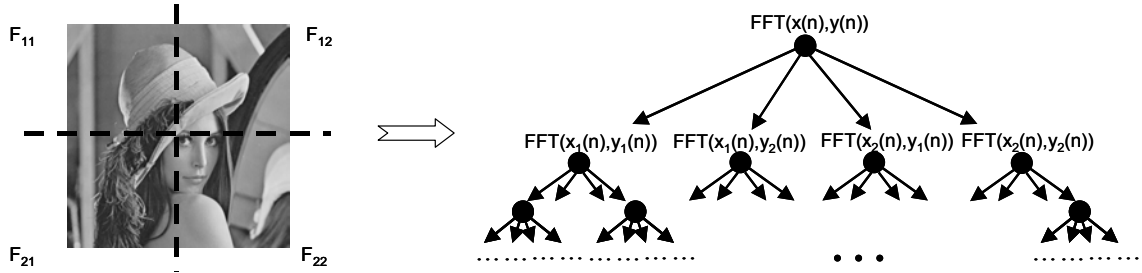 F11
F12
F21
F22
FFT(x(n),y(n))
FFT(x1(n),y1(n))
FFT(x1(n),y2(n))
FFT(x2(n),y1(n))
FFT(x2(n),y2(n))